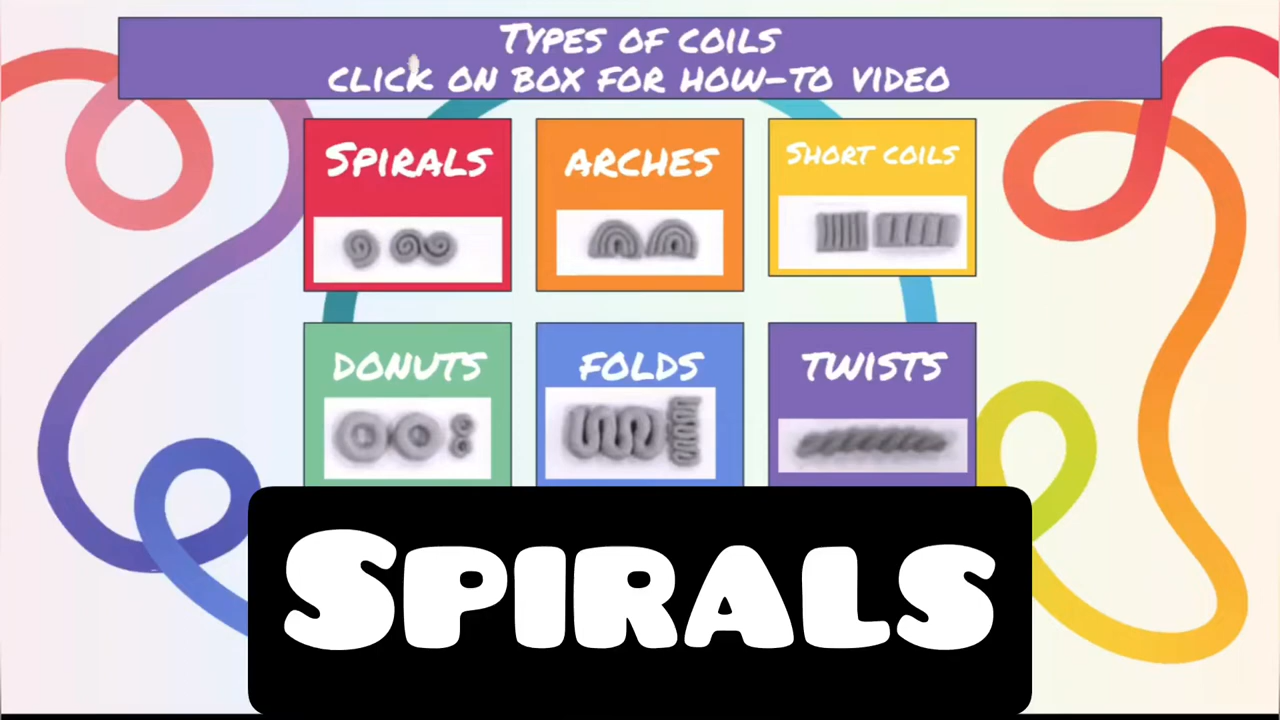 TYPES OF COILS
CLICK ON BOX FOR HOW-TO VIDEO
SPIRALS
ARCHES
SHORT COILS
DONUTS
FOLDS
TWISTS
SPIRALS